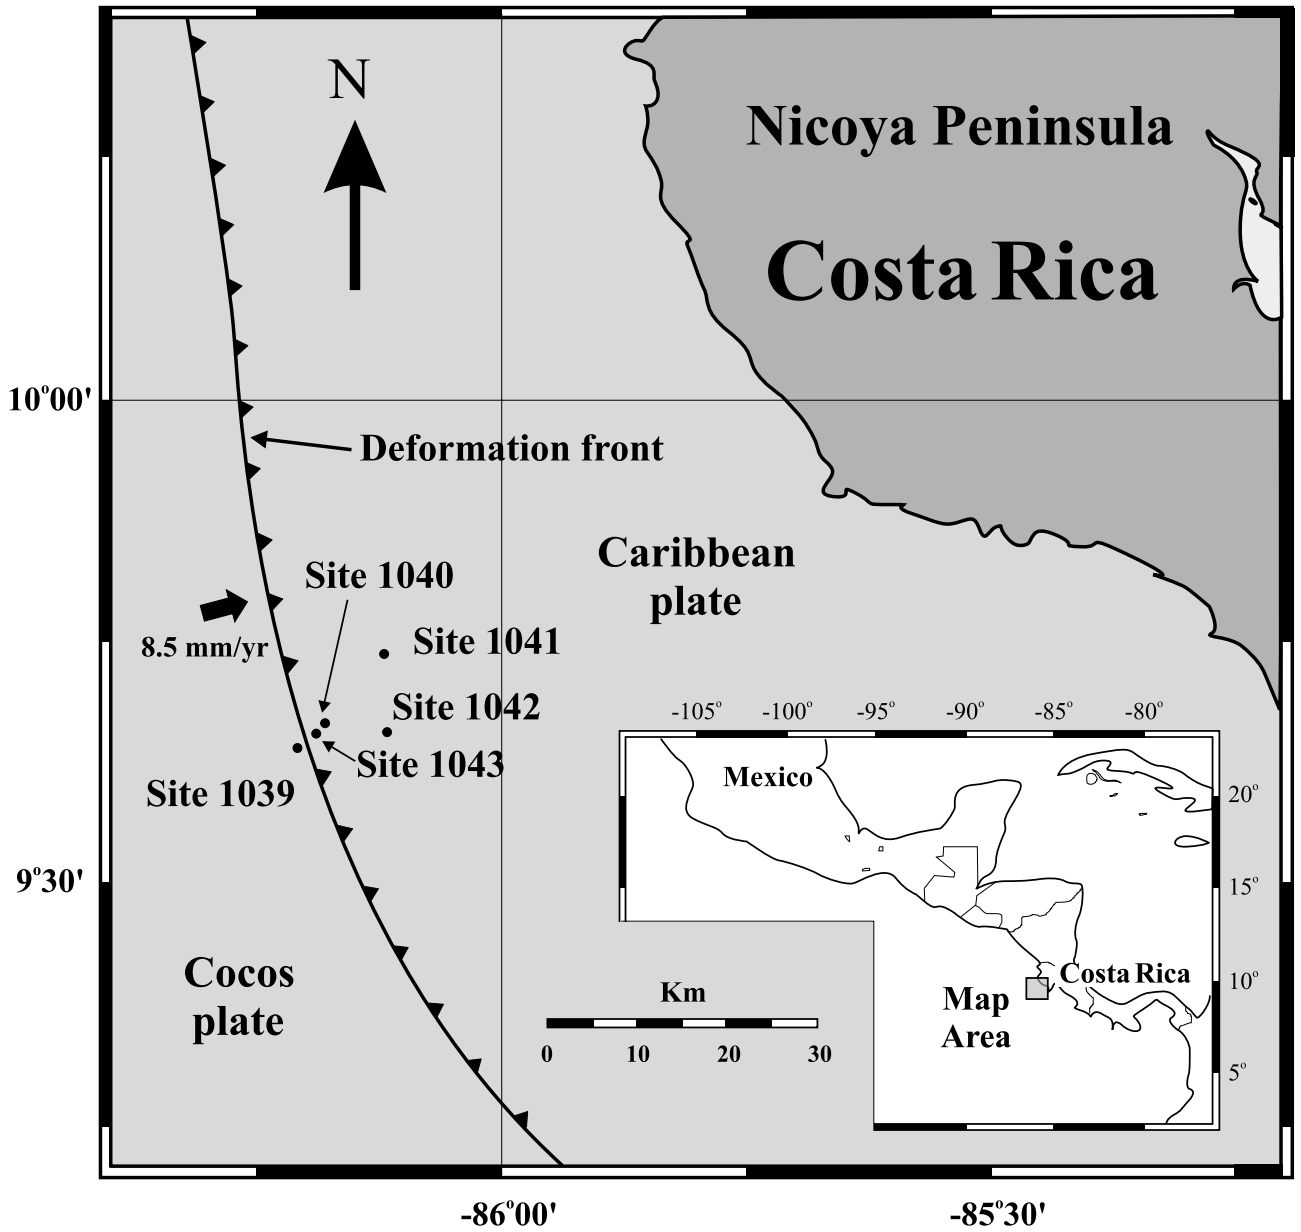 N
Nicoya Peninsula
Costa Rica
10°00'
Deformation front
Caribbean
plate
Site 1040
8.5 mm/yr
Site 1041
Site 1042
Site 1043
Site 1039
9°30'
Cocos
plate
Km
0 10 20 30
-105° -100° -95° -90° -85° -80°
Mexico
20°
15°
Costa Rica
10°
Map
Area
5°
-86°00'
-85°30'